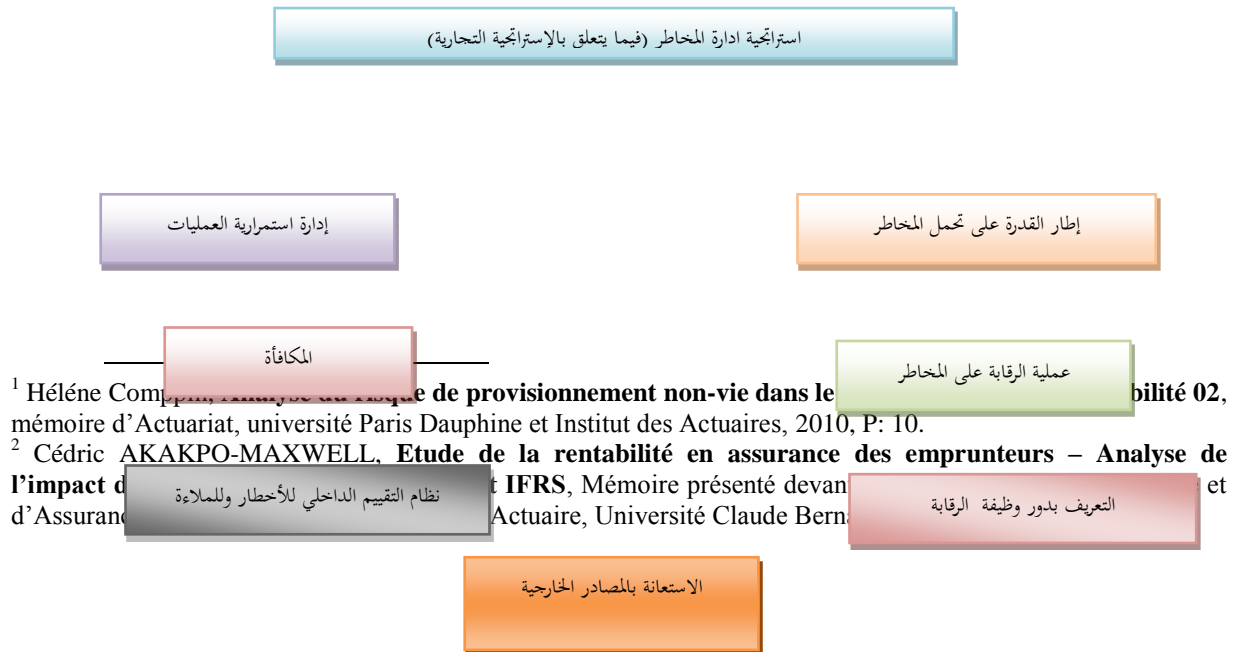 استراتجية ادارة المخاطر (فيما يتعلق بالإستراتجية التجارية)
إطار القدرة على تحمل المخاطر
إدارة استمرارية العمليات
عملية الرقابة على المخاطر
المكافأة
1 Héléne Analyse du risque de provisionnement non-vie dans le bilité 02,
mémoire d’Actuariat, université Paris Dauphine et Institut des Actuaires, 2010, P: 10.
2 Cédric AKAKPO-MAXWELL, Etude de la rentabilité en assurance des emprunteurs – Analyse de
l’impact d t IFRS, Mémoire présenté devan et
d’Assuran Actuaire, Université Claude Berna
التعريف بدور وظيفة الرقابة
نظام التقييم الداخلي للأخطار وللملاءة
الاستعانة بالمصادر الخارجية